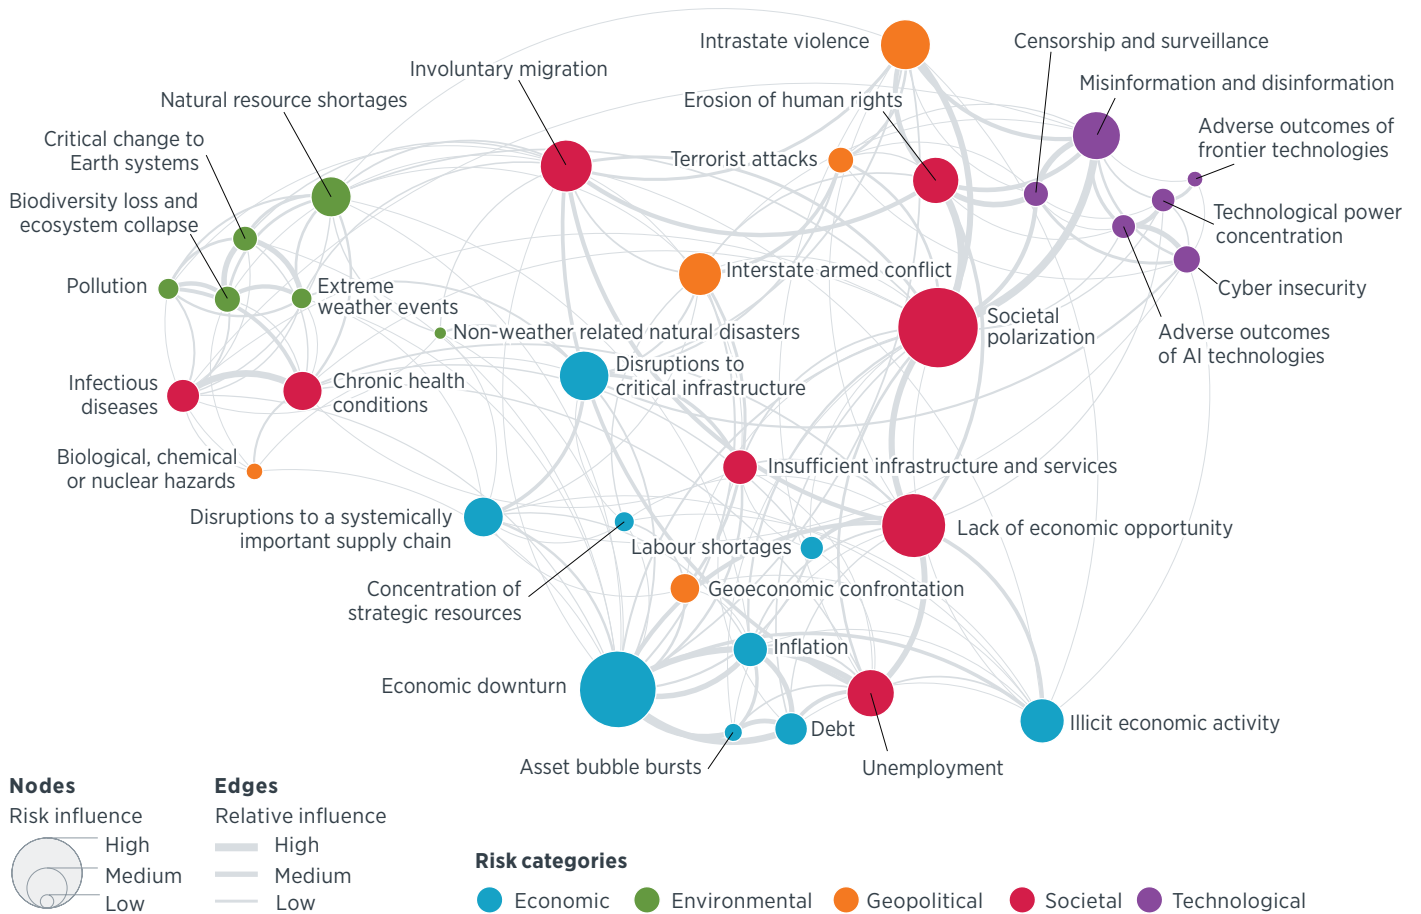 Intrastate violence
Censorship and surveillance
Involuntary migration
Misinformation and disinformation
Natural resource shortages
Erosion of human rights
Adverse outcomes of
frontier technologies
Critical change to
Earth systems
Terrorist attacks
Biodiversity loss and
ecosystem collapse
Technological power
concentration
Interstate armed conflict
Pollution
Extreme
weather events
Cyber insecurity
Societal
polarization
Non-weather related natural disasters
Adverse outcomes
of AI technologies
Disruptions to
critical infrastructure
Infectious
diseases
Chronic health
conditions
Biological, chemical
or nuclear hazards
Insufficient infrastructure and services
Disruptions to a systemically
important supply chain
Lack of economic opportunity
Labour shortages
Concentration of
strategic resources
Geoeconomic confrontation
Inflation
Economic downturn
Debt
Illicit economic activity
Asset bubble bursts
Unemployment
Nodes
Risk influence
High
Medium
Low
Edges
Relative influence
High
Medium
Low
Risk categories
Economic
Environmental
Geopolitical
Societal
Technological